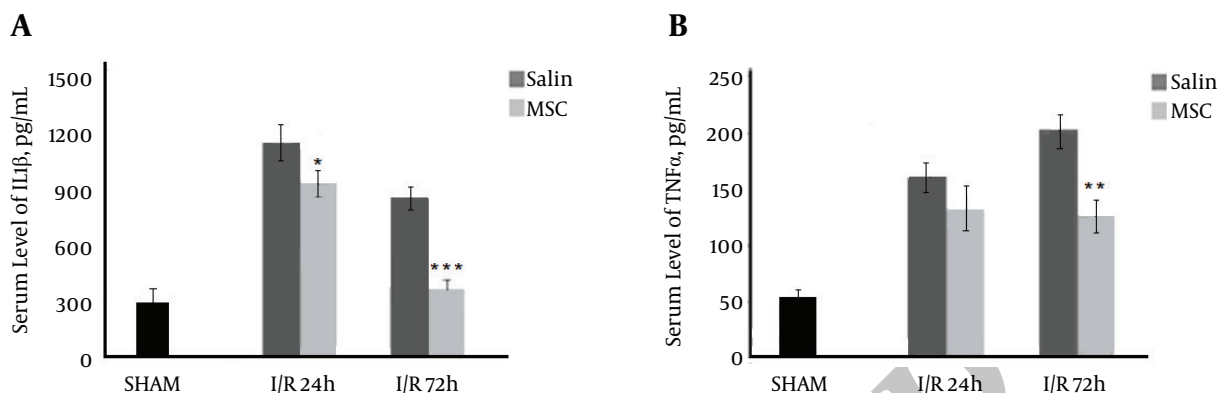 A
Serum Level of IL1β, pg/mL
1500
1200
900
600
300
0
Salin
MSC
*
***
SHAM
I/R 24h
I/R 72h
B
Serum Level of TNFα, pg/mL
250
200
150
100
50
0
Salin
MSC
**
SHAM
I/R 24h
I/R 72h